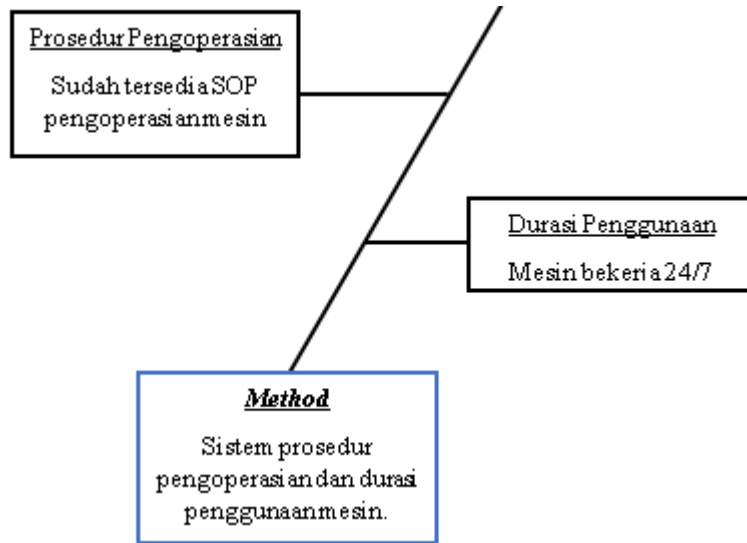 Prosedur Pengoperasian
Sudah tersedia SOP
pengoperasian mesin
Durasi Penggunaan
Mesin bekerja 24/7
Method
Sistem prosedur
pengoperasian dan durasi
penggunaan mesin.